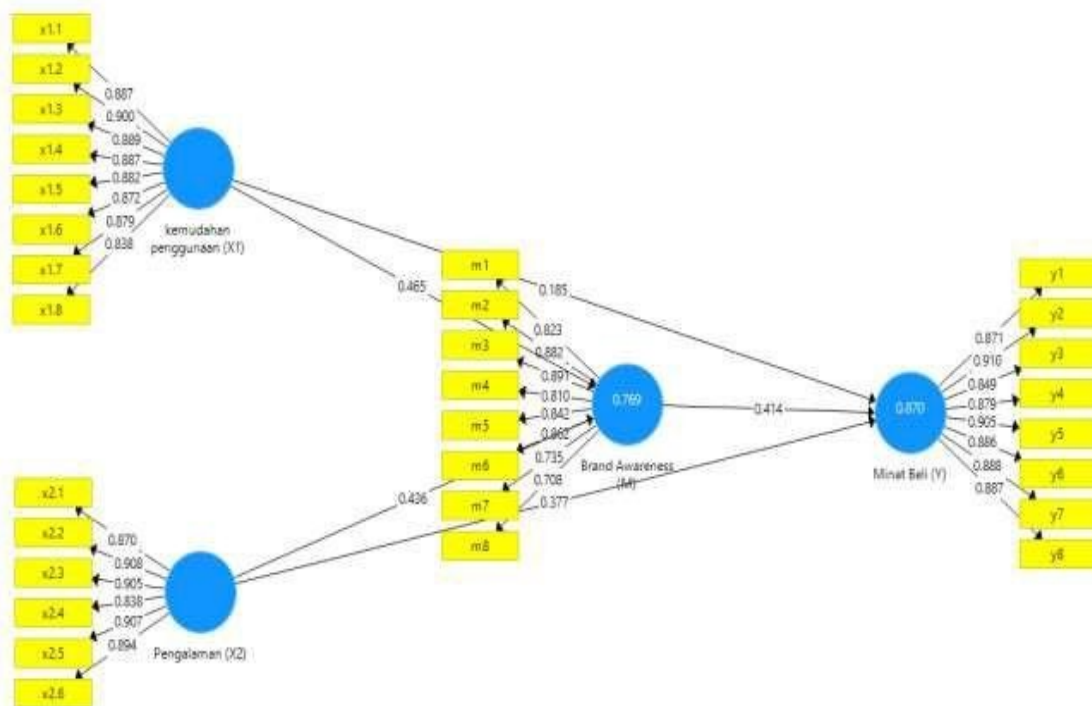 x1.1
x1.2
x1.3
x1.4
x1.5
x1.6
x1.7
x1.8
0.887
0.900
0.889
0.887
0.882
0.872
0.879
0.838
kemudahan
penggunaan (X1)
0.465
0.185
m1
m2
m3
m4
m5
m6
m7
m8
0.823
0.882
0.891
0.810
0.842
0.862
0.735
0.708
0.769
Brand Awareness
(M)
0.414
0.870
Minat Beli (Y)
0.871
0.916
0.849
0.879
0.905
0.886
0.888
0.887
y1
y2
y3
y4
y5
y6
y7
y8
x2.1
x2.2
x2.3
x2.4
x2.5
x2.6
0.870
0.908
0.905
0.838
0.907
0.894
Pengalaman (X2)
0.436
0.377